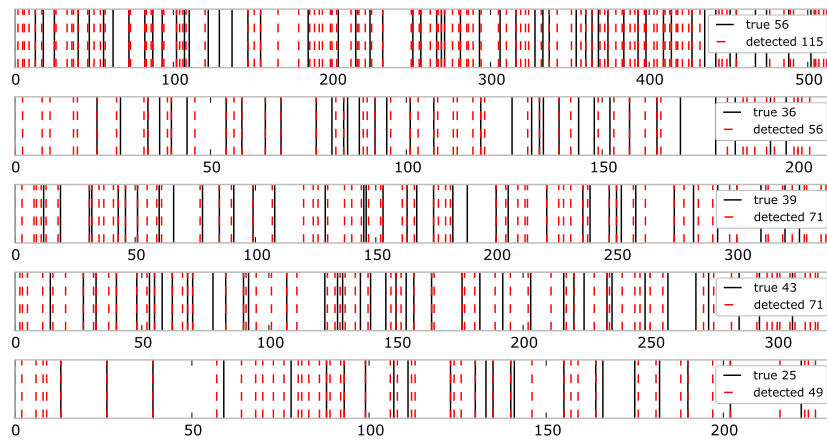 true 56
detected 115
0 100 200 300 400 500
true 36
detected 56
0 50 100 150 200
true 39
detected 71
0 50 100 150 200 250 300
true 43
detected 71
0 50 100 150 200 250 300
true 25
detected 49
0 50 100 150 200